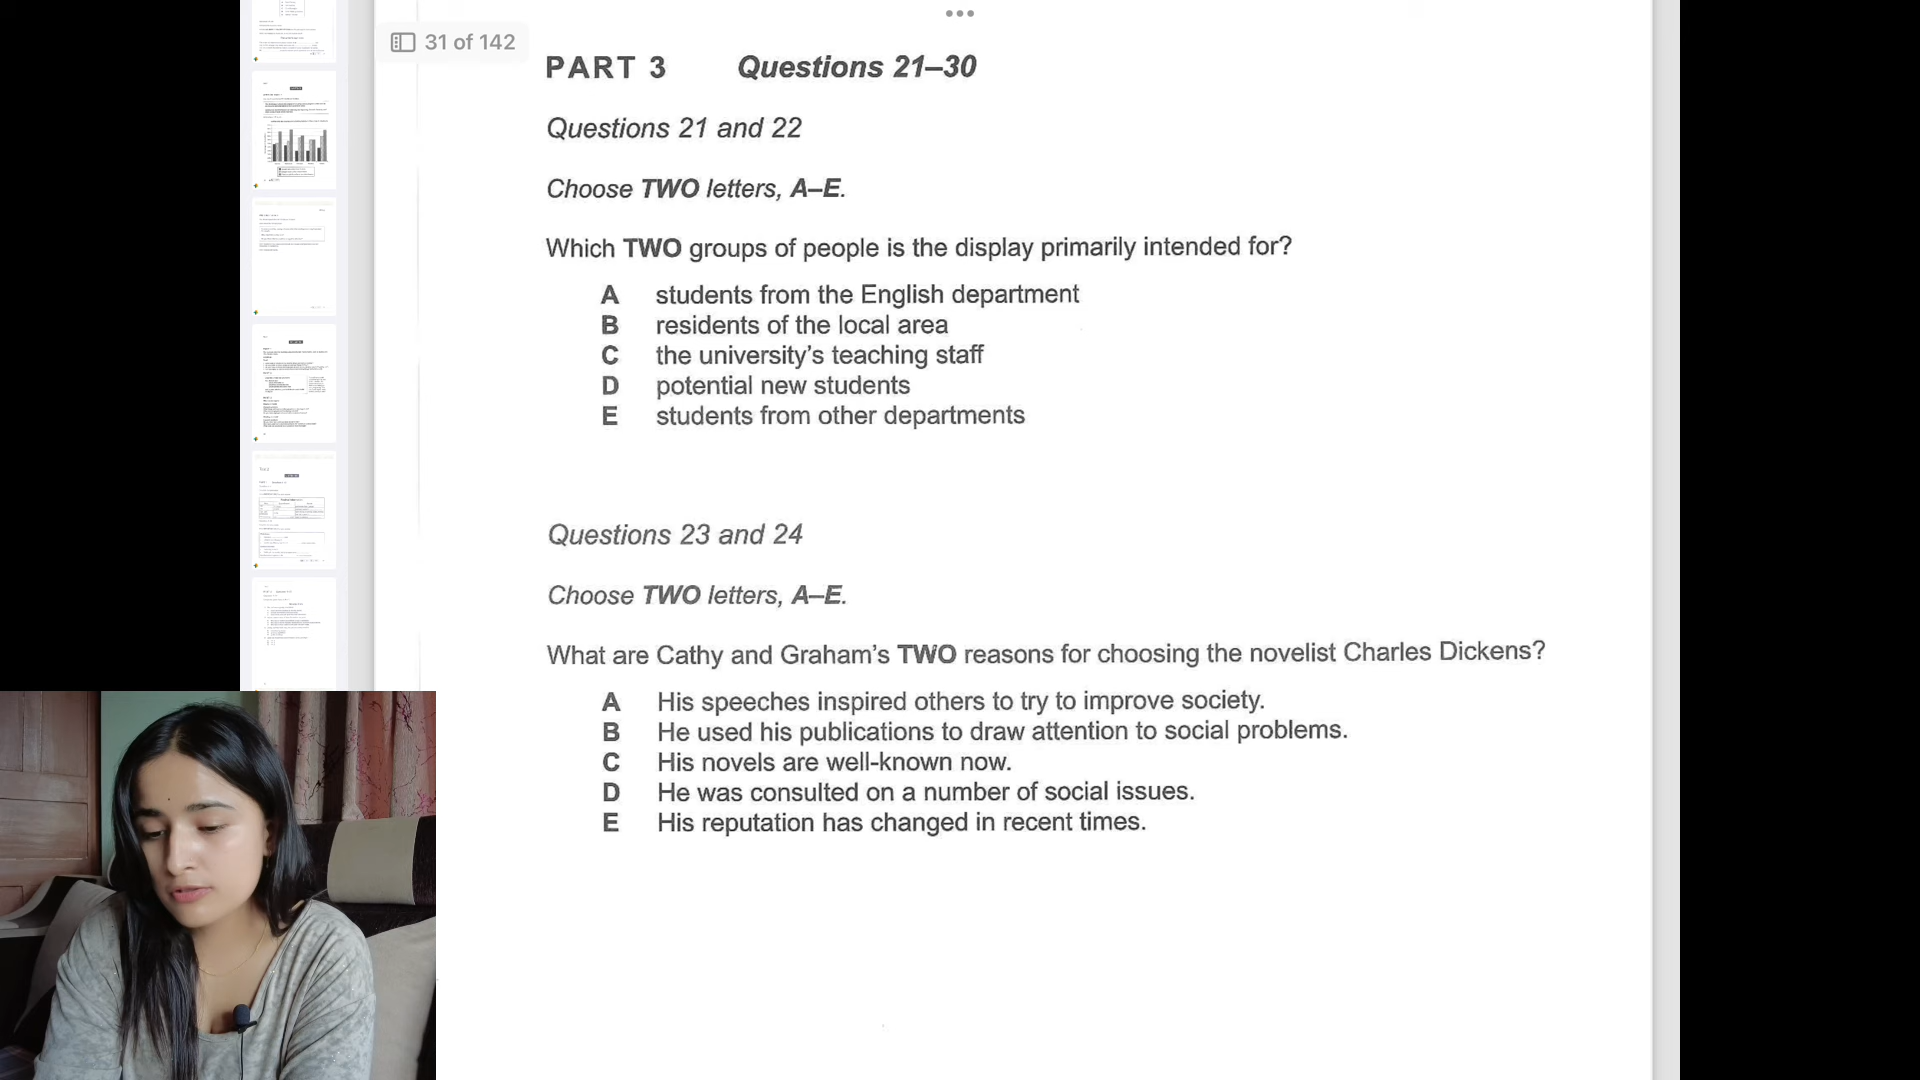 31 of 142
PART 3 Questions 21–30
Questions 21 and 22
Choose TWO letters, A–E.
Which TWO groups of people is the display primarily intended for?
A students from the English department
B residents of the local area
C the university's teaching staff
D potential new students
E students from other departments
Questions 23 and 24
Choose TWO letters, A–E.
What are Cathy and Graham's TWO reasons for choosing the novelist Charles Dickens?
A His speeches inspired others to try to improve society.
B He used his publications to draw attention to social problems.
C His novels are well-known now.
D He was consulted on a number of social issues.
E His reputation has changed in recent times.